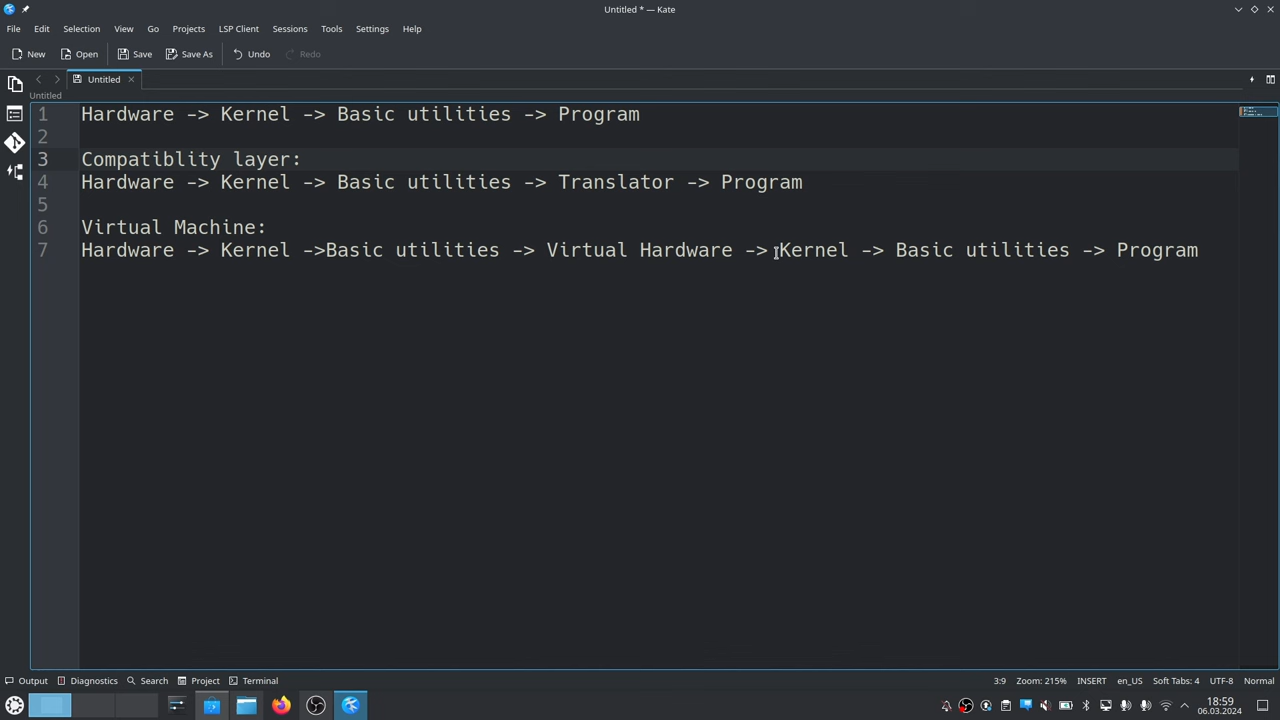 Untitled * — Kate
File Edit Selection View Go Projects LSP Client Sessions Tools Settings Help
New Open Save Save As Undo Redo
Untitled
Untitled
1 Hardware -> Kernel -> Basic utilities -> Program
2
3 Compatiblity layer:
4 Hardware -> Kernel -> Basic utilities -> Translator -> Program
5
6 Virtual Machine:
7 Hardware -> Kernel ->Basic utilities -> Virtual Hardware -> Kernel -> Basic utilities -> Program
Output Diagnostics Search Project Terminal 3:9 Zoom: 215% INSERT en_US Soft Tabs: 4 UTF-8 Normal
18:59
06.03.2024